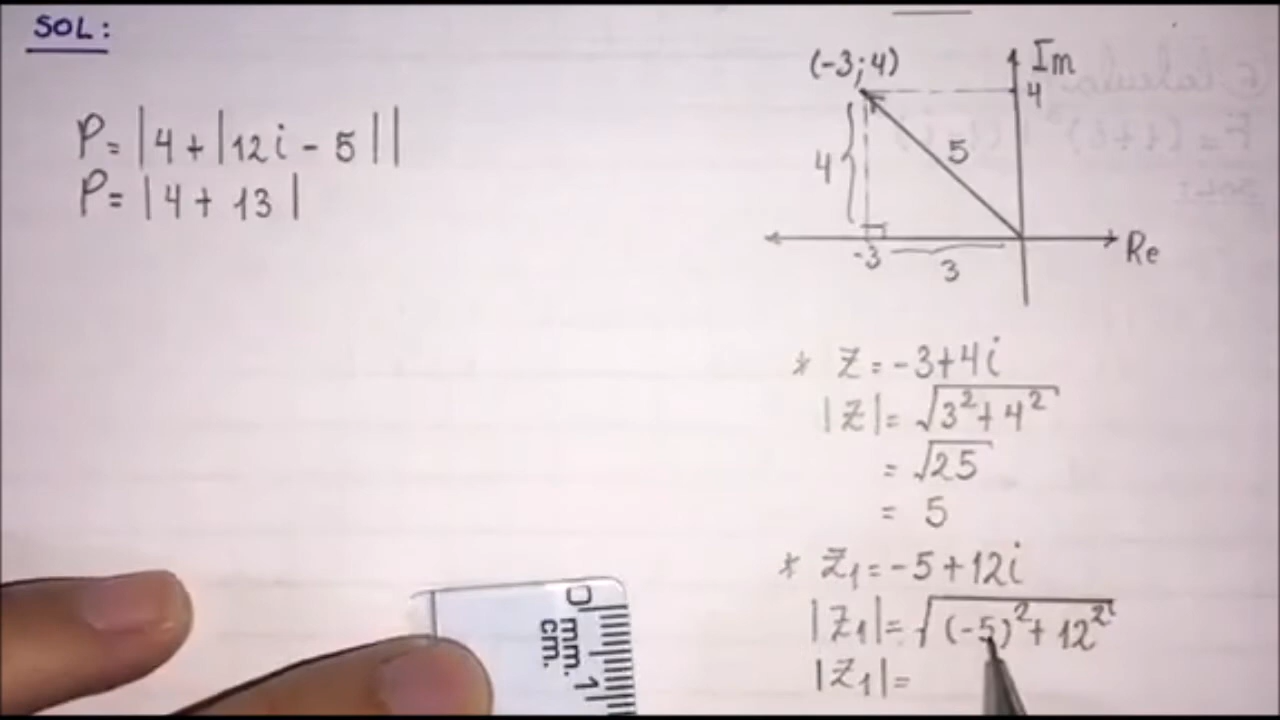 SOL:
P = |4 + |12i - 5||
P = |4 + 13|
(-3;4)
Im
4
4
5
-3
3
Re
* Z = -3+4i
|Z| = √3²+4²
= √25
= 5
* Z₁ = -5+12i
|Z₁| = √(-5)²+12²
|Z₁| =
0
mm. 1
cm.